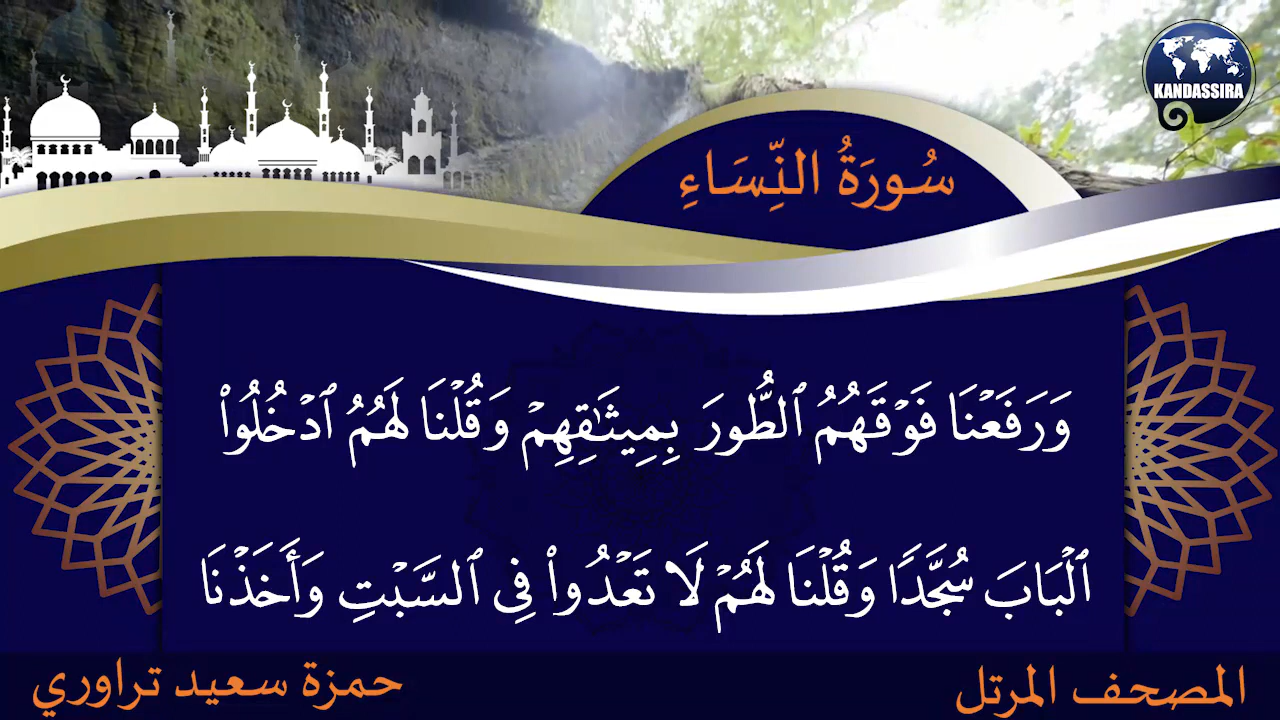 KANDASSIRA
سُورَةُ النِّسَاءِ
وَرَفَعْنَا فَوْقَهُمُ ٱلطُّورَ بِمِيثَٰقِهِمْ وَقُلْنَا لَهُمُ ٱدْخُلُوا۟
ٱلْبَابَ سُجَّدًا وَقُلْنَا لَهُمْ لَا تَعْدُوا۟ فِى ٱلسَّبْتِ وَأَخَذْنَا
المصحف المرتل
حمزة سعيد تراوري